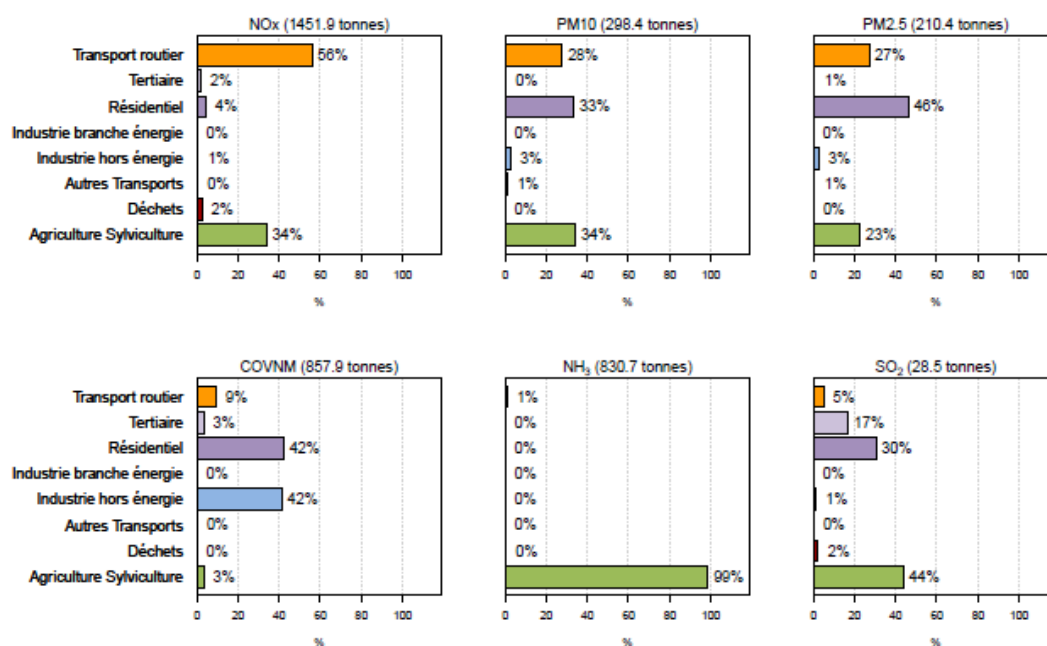 NOx (1451.9 tonnes) PM10 (298.4 tonnes) PM2.5 (210.4 tonnes)
Transport routier 56% 28% 27%
Tertiaire 2% 0% 1%
Résidentiel 4% 33% 46%
Industrie branche énergie 0% 0% 0%
Industrie hors énergie 1% 3% 3%
Autres Transports 0% 1% 1%
Déchets 2% 0% 0%
Agriculture Sylviculture 34% 34% 23%
0 20 40 60 80 100 0 20 40 60 80 100 0 20 40 60 80 100
% % %
COVNM (857.9 tonnes) NH₃ (830.7 tonnes) SO₂ (28.5 tonnes)
Transport routier 9% 1% 5%
Tertiaire 3% 0% 17%
Résidentiel 42% 0% 30%
Industrie branche énergie 0% 0% 0%
Industrie hors énergie 42% 0% 1%
Autres Transports 0% 0% 0%
Déchets 0% 0% 2%
Agriculture Sylviculture 3% 99% 44%
0 20 40 60 80 100 0 20 40 60 80 100 0 20 40 60 80 100
% % %